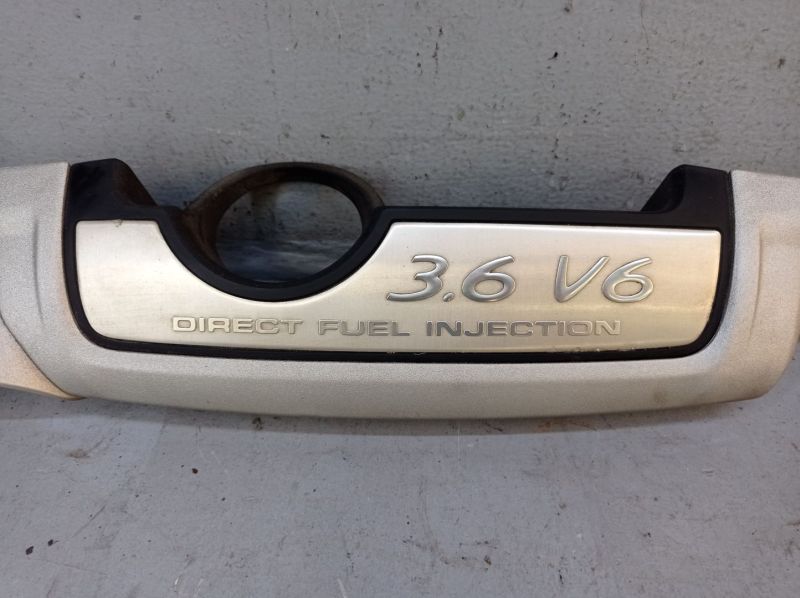 3.6 V6
DIRECT FUEL INJECTION